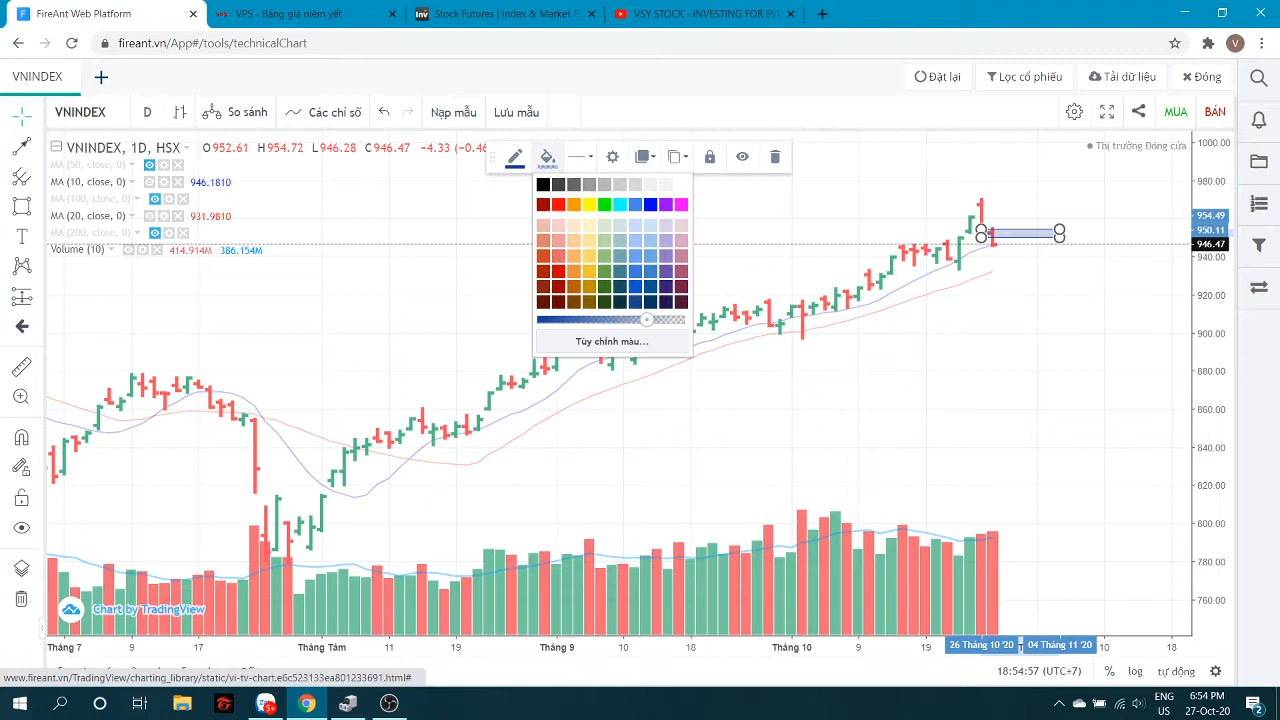 FireAnt Web Platform
VPS - Bảng giá niêm yết
Stock Futures | Index & Market F
VSY STOCK - INVESTING FOR EV
fireant.vn/App#/tools/technicalChart
V
VNINDEX
Đặt lại
Lọc cổ phiếu
Tải dữ liệu
Đóng
VNINDEX
D
So sánh
Các chỉ số
Nạp mẫu
Lưu mẫu
MUA
BÁN
VNINDEX, 1D, HSX
O952.61 H954.72 L946.28 C946.47 -4.33 (-0.46
Thị trường Đóng cửa
MA (50, close, 0)
MA (10, close, 0) 946.1810
MA (100, close, 0)
MA (20, close, 0) 931.9810
MA (200, close, 0)
Volume (10) 414.914M 386.154M
Tùy chỉnh màu...
1000.00
980.00
954.49
950.11
946.47
940.00
920.00
900.00
880.00
860.00
840.00
820.00
800.00
780.00
760.00
Chart by TradingView
Tháng 7 9 17 Tháng Tám 11 19 Tháng 9 10 18 Tháng 10 9 19 26 Tháng 10 '20 04 Tháng 11 '20 10 18
18:54:57 (UTC+7) % log tự động
www.fireant.vn/TradingView/charting_library/static/vi-tv-chart.e6c523133ea801233691.html#
5+
ENG
US
6:54 PM
27-Oct-20
2